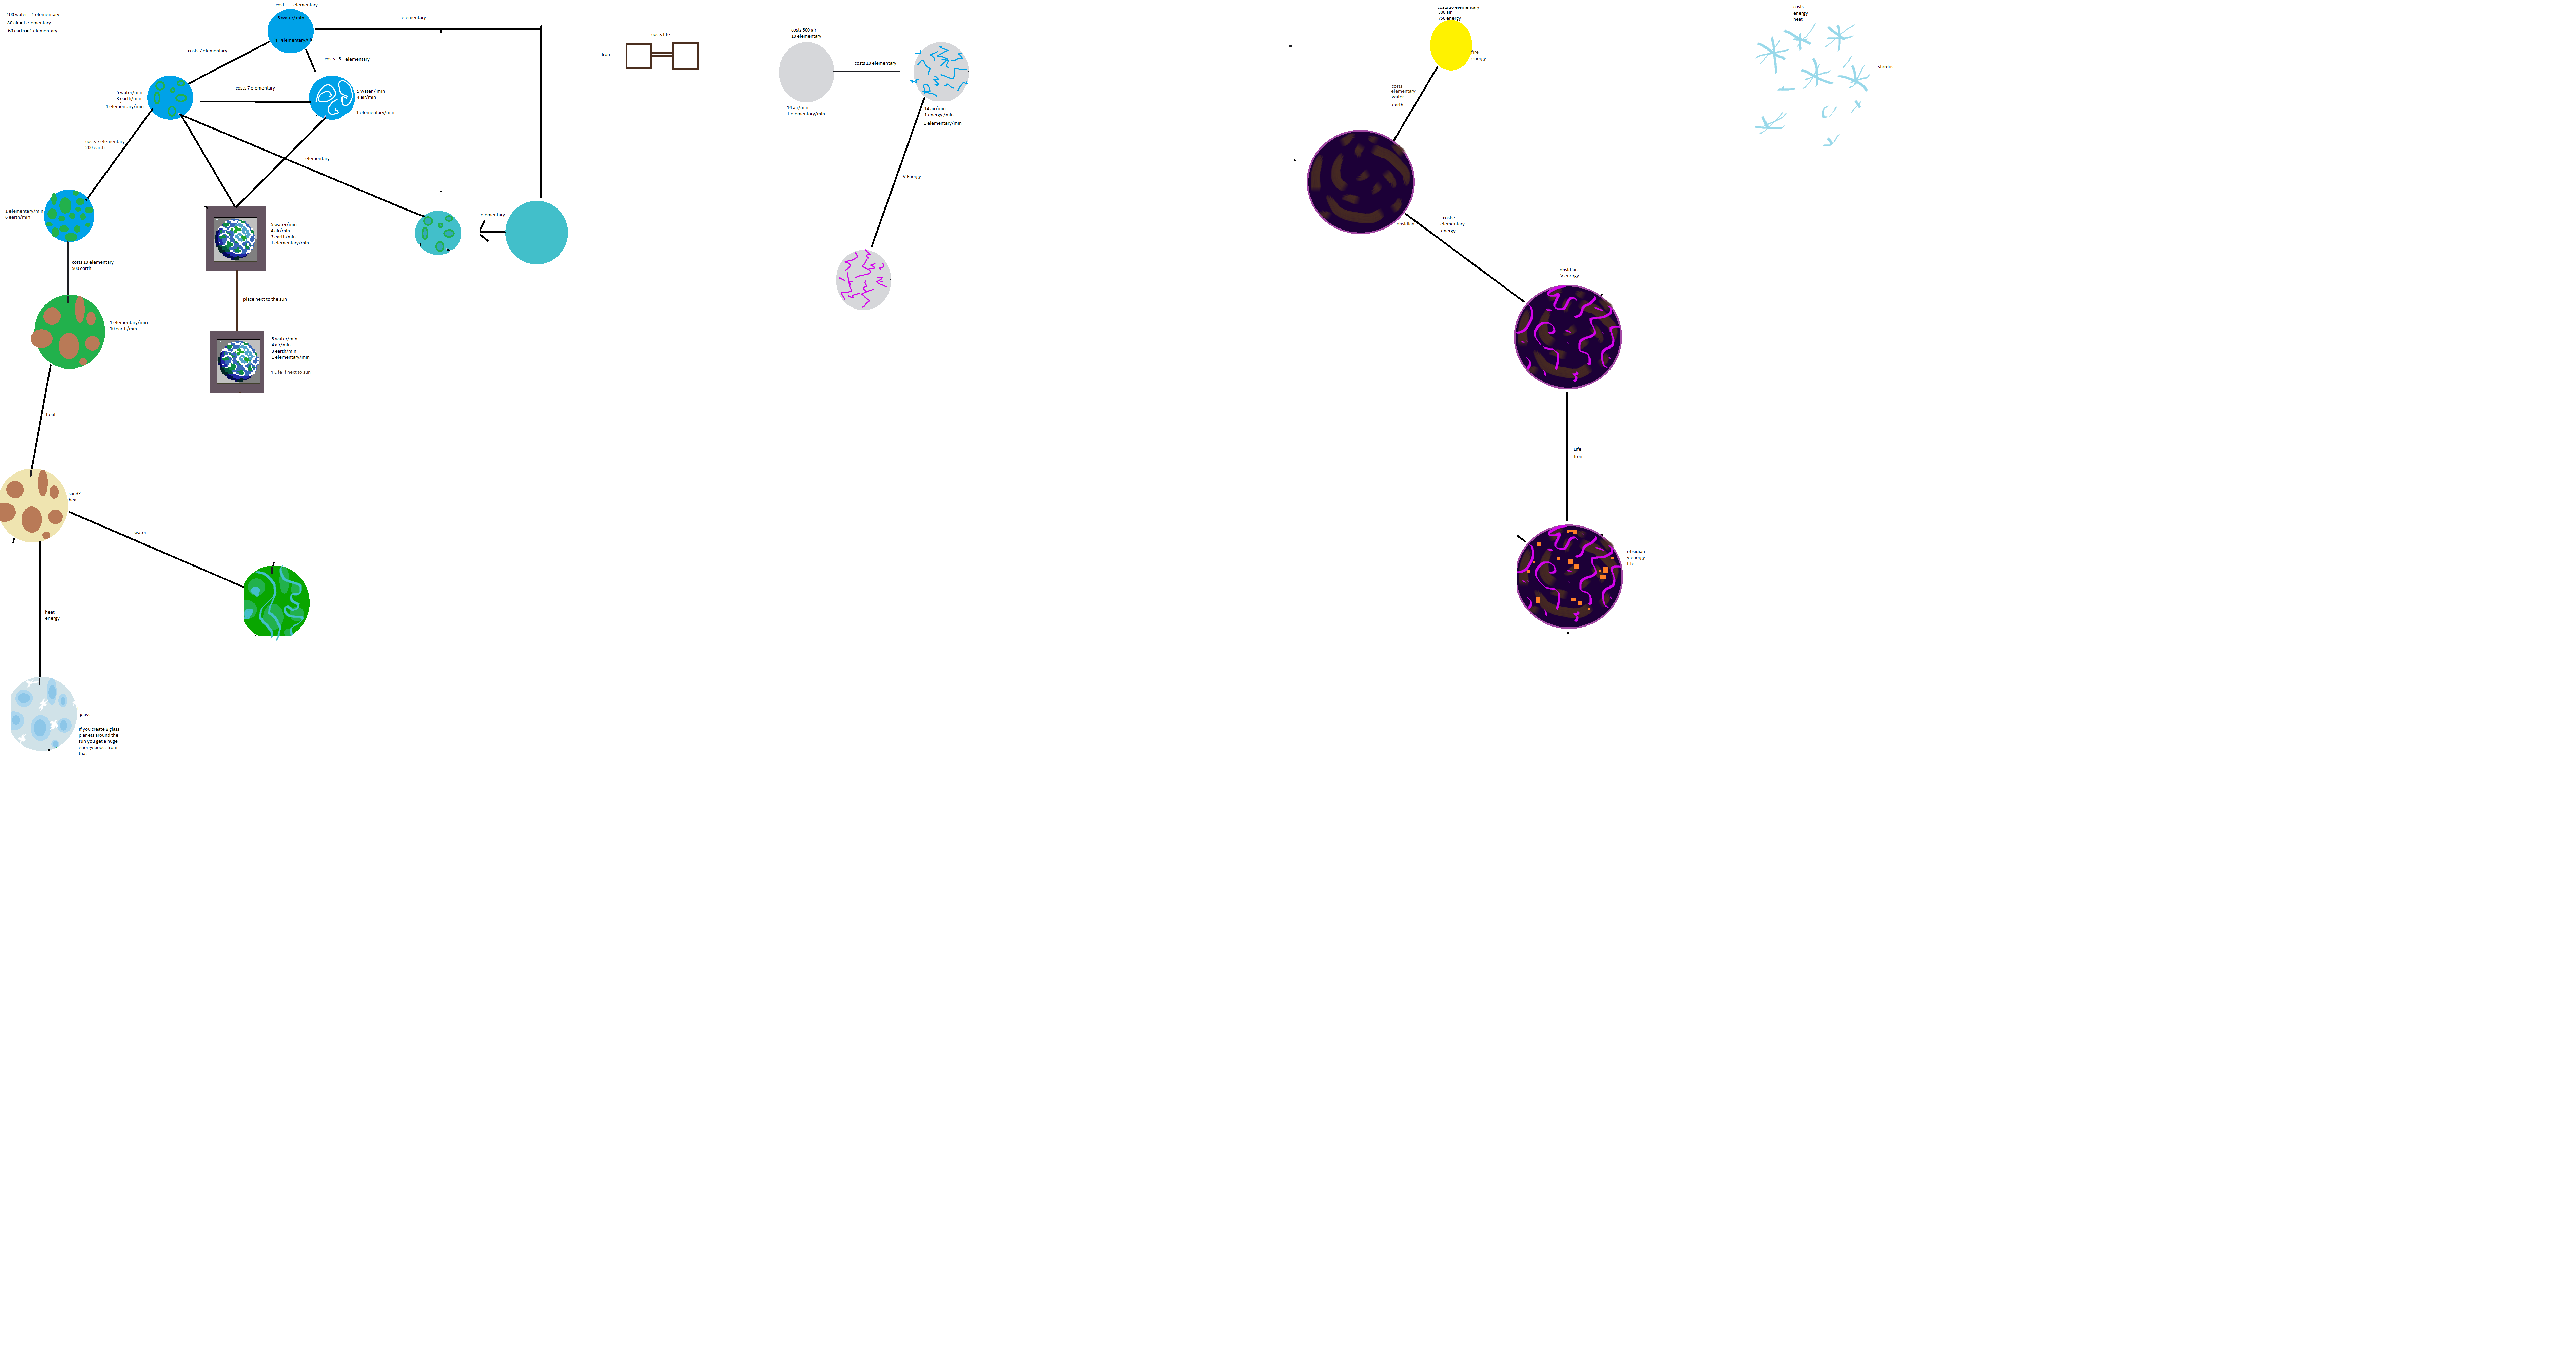 100 water = 1 elementary
80 air = 1 elementary
60 earth = 1 elementary
cost elementary
water/min
1 elementary/min
elementary
costs 7 elementary
costs 3 elementary
5 water/min
3 earth/min
1 elementary/min
costs 7 elementary
5 water / min
4 air/min
1 elementary/min
costs 7 elementary
200 earth
elementary
1 elementary/min
6 earth/min
5 water/min
4 air/min
3 earth/min
1 elementary/min
elementary
costs 10 elementary
500 earth
place next to the sun
1 elementary/min
10 earth/min
5 water/min
4 air/min
3 earth/min
1 elementary/min
1 Life if next to sun
heat
sand?
heat
water
heat
energy
glass
if you create 8 glass
planets around the
sun you get a huge
energy boost from
that
costs life
Iron
costs 500 air
10 elementary
costs 10 elementary
14 air/min
1 elementary/min
14 air/min
1 energy /min
1 elementary/min
V Energy
300 air
750 energy
fire
energy
costs
elementary
water
earth
obsidian
costs:
elementary
energy
obsidian
V energy
Life
Iron
obsidian
v energy
life
costs
energy
heat
stardust